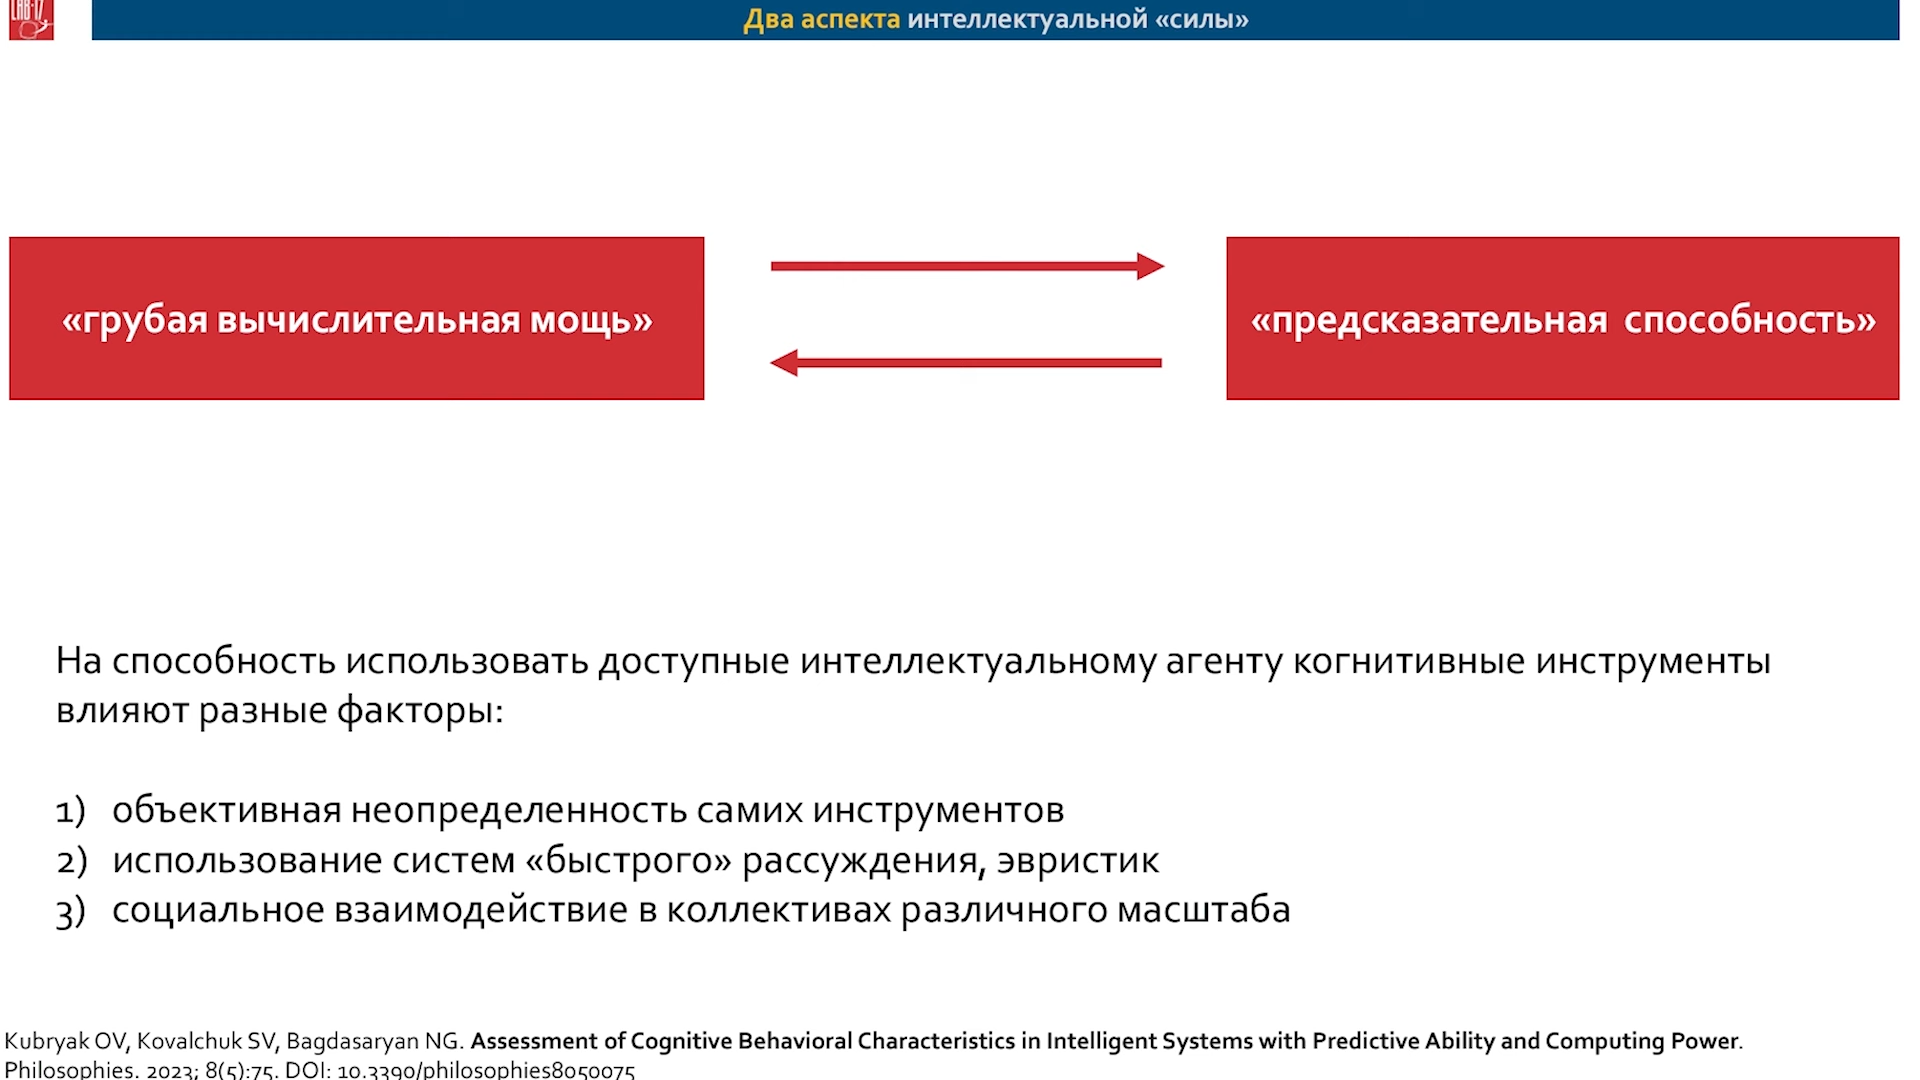 LAB-17
Два аспекта интеллектуальной «силы»
«грубая вычислительная мощь»
«предсказательная способность»
На способность использовать доступные интеллектуальному агенту когнитивные инструменты
влияют разные факторы:
1) объективная неопределенность самих инструментов
2) использование систем «быстрого» рассуждения, эвристик
3) социальное взаимодействие в коллективах различного масштаба
Kubryak OV, Kovalchuk SV, Bagdasaryan NG. Assessment of Cognitive Behavioral Characteristics in Intelligent Systems with Predictive Ability and Computing Power.
Philosophies. 2023; 8(5):75. DOI: 10.3390/philosophies8050075